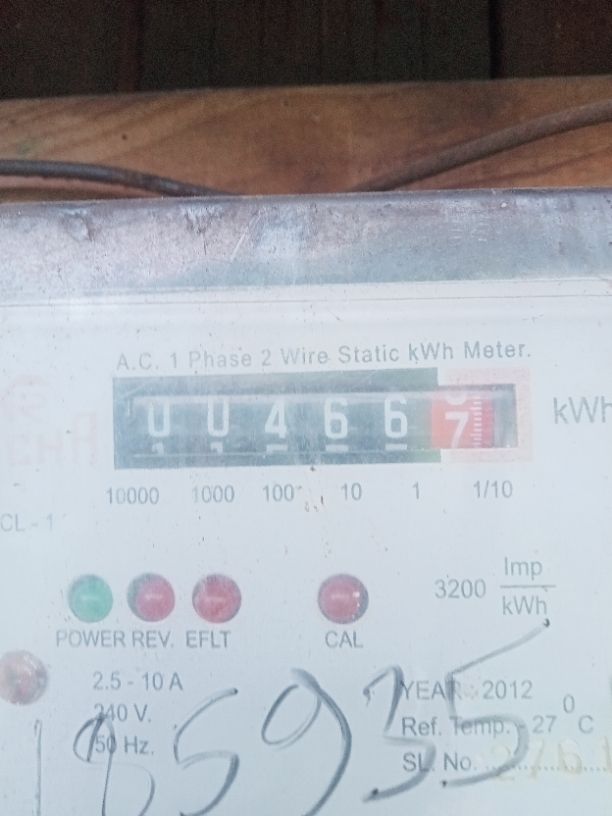 A.C. 1 Phase 2 Wire Static kWh Meter.
0 0 4 6 6 7 kWh
10000 1000 100 10 1 1/10
CL - 1
3200 Imp/kWh
POWER REV. EFLT CAL
2.5 - 10 A
240 V.
50 Hz.
YEAR : 2012
Ref. Temp. 27 °C
SL. No.
185935